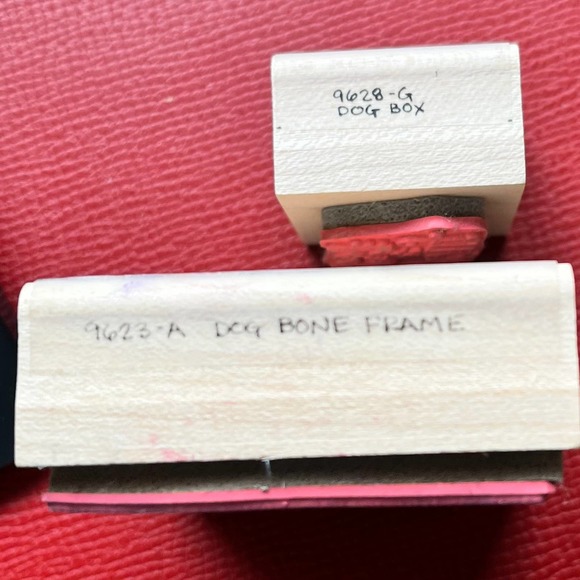 9628-G
DOG BOX
9623-A DOG BONE FRAME